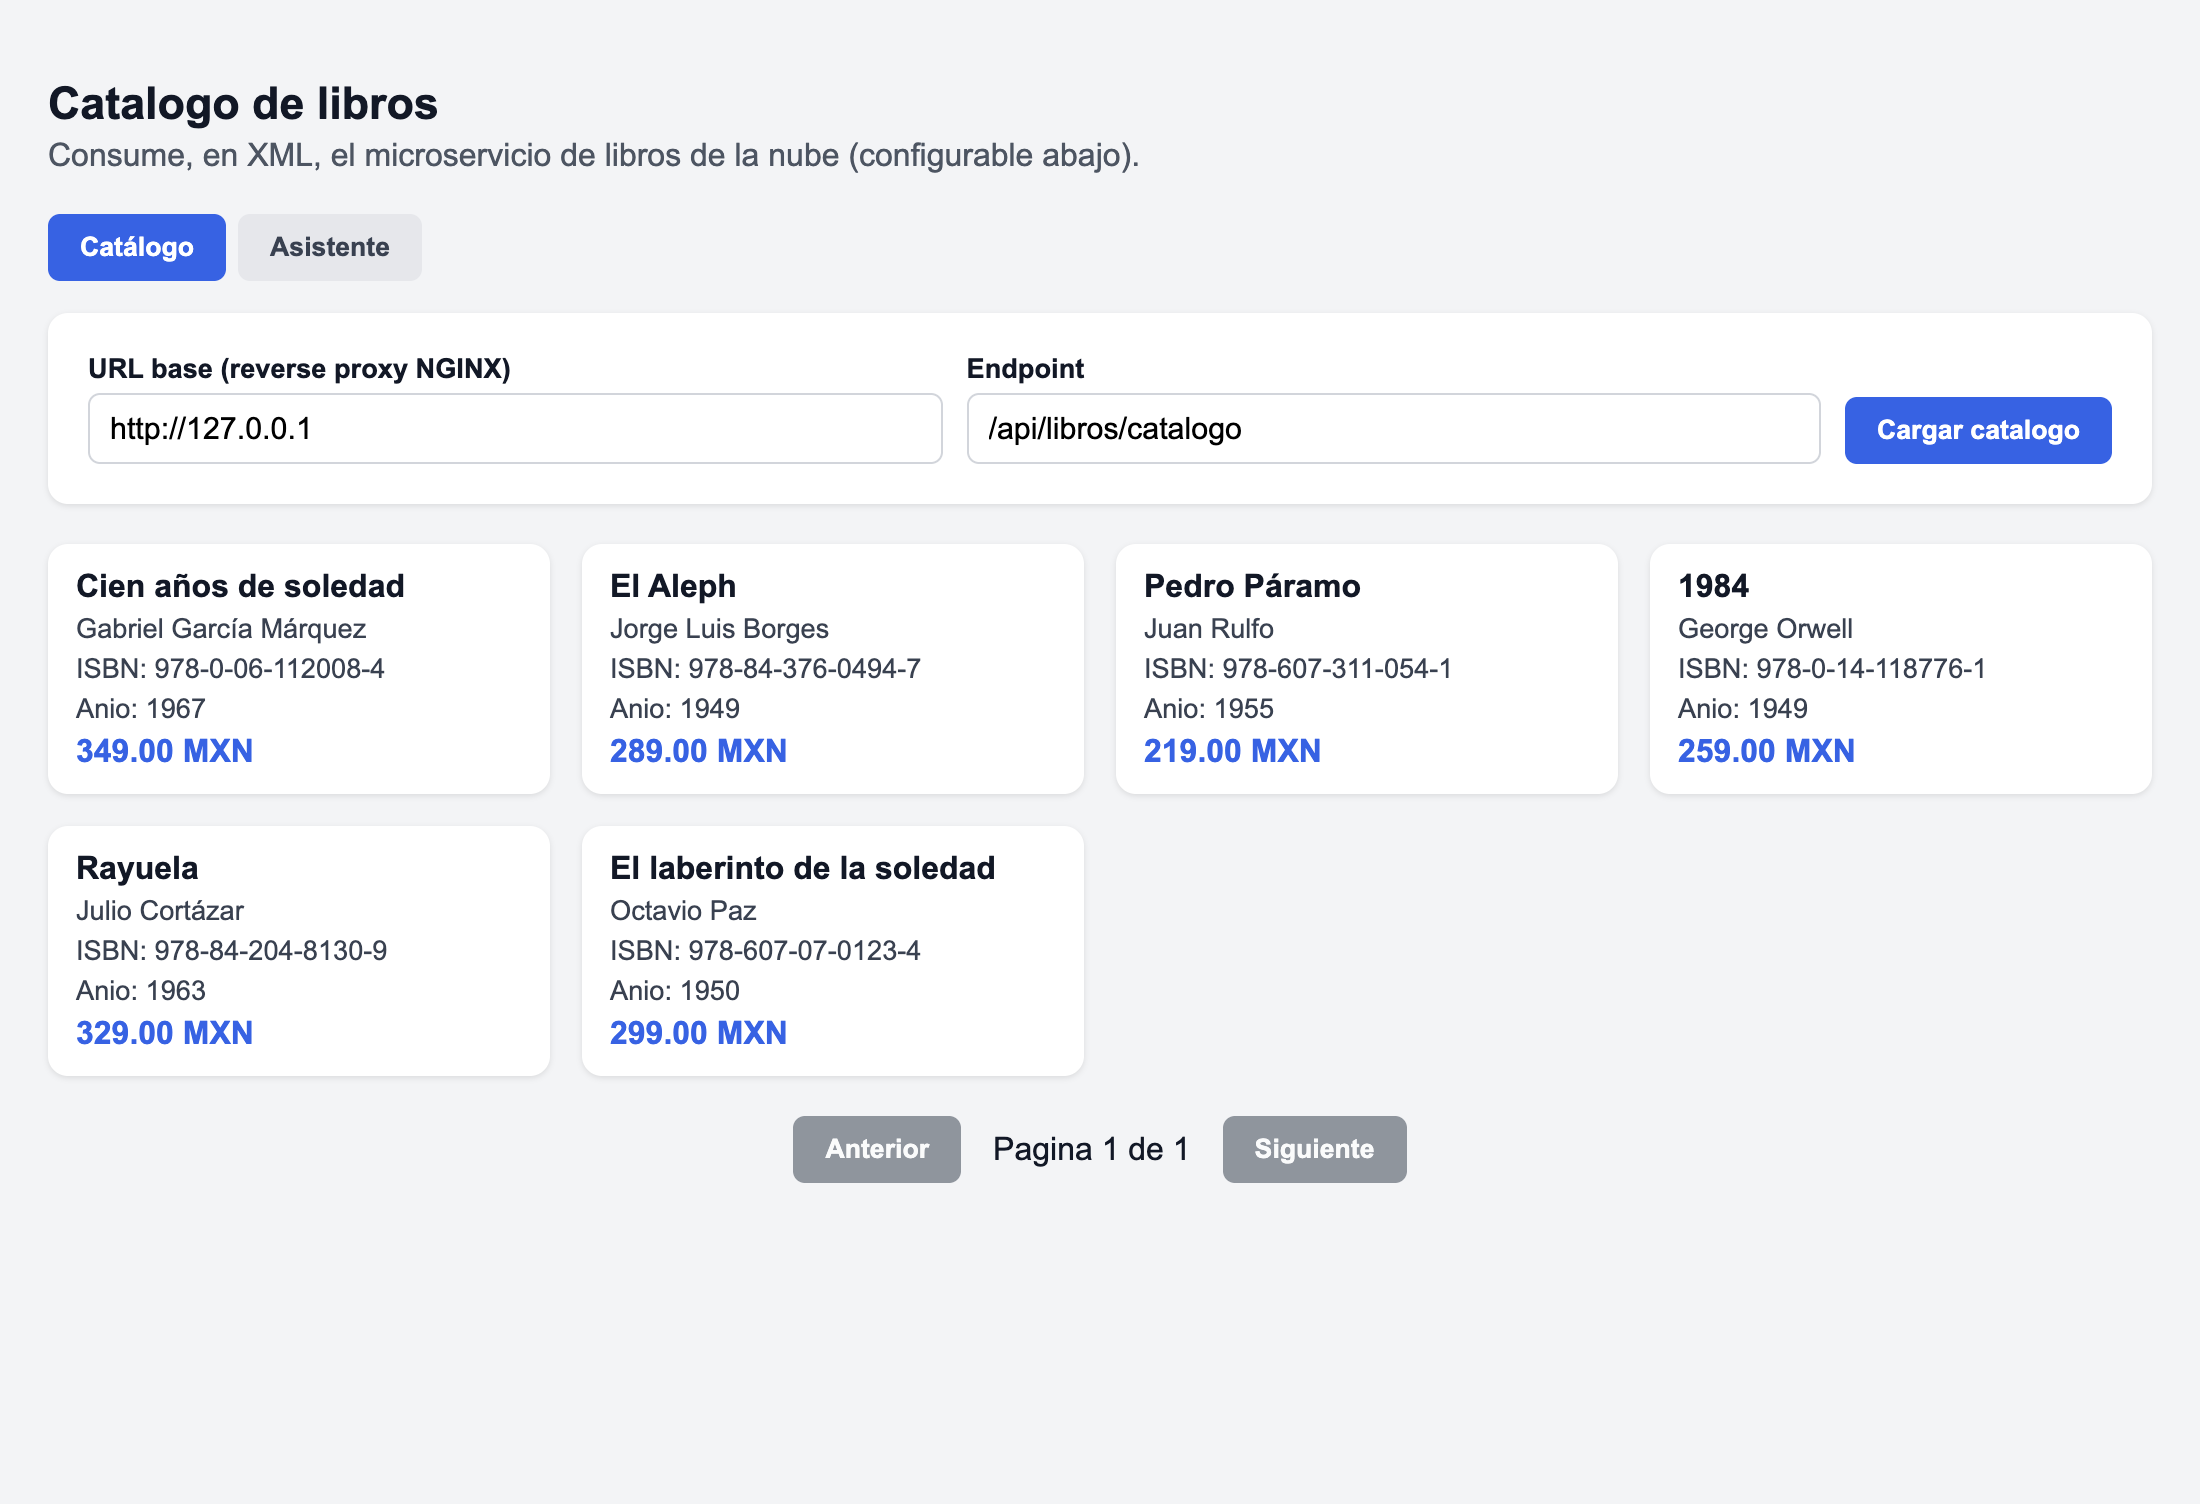 Catalogo de libros
Consume, en XML, el microservicio de libros de la nube (configurable abajo).
Catálogo
Asistente
URL base (reverse proxy NGINX)
http://127.0.0.1
Endpoint
/api/libros/catalogo
Cargar catalogo
Cien años de soledad
Gabriel García Márquez
ISBN: 978-0-06-112008-4
Anio: 1967
349.00 MXN
El Aleph
Jorge Luis Borges
ISBN: 978-84-376-0494-7
Anio: 1949
289.00 MXN
Pedro Páramo
Juan Rulfo
ISBN: 978-607-311-054-1
Anio: 1955
219.00 MXN
1984
George Orwell
ISBN: 978-0-14-118776-1
Anio: 1949
259.00 MXN
Rayuela
Julio Cortázar
ISBN: 978-84-204-8130-9
Anio: 1963
329.00 MXN
El laberinto de la soledad
Octavio Paz
ISBN: 978-607-07-0123-4
Anio: 1950
299.00 MXN
Anterior
Pagina 1 de 1
Siguiente